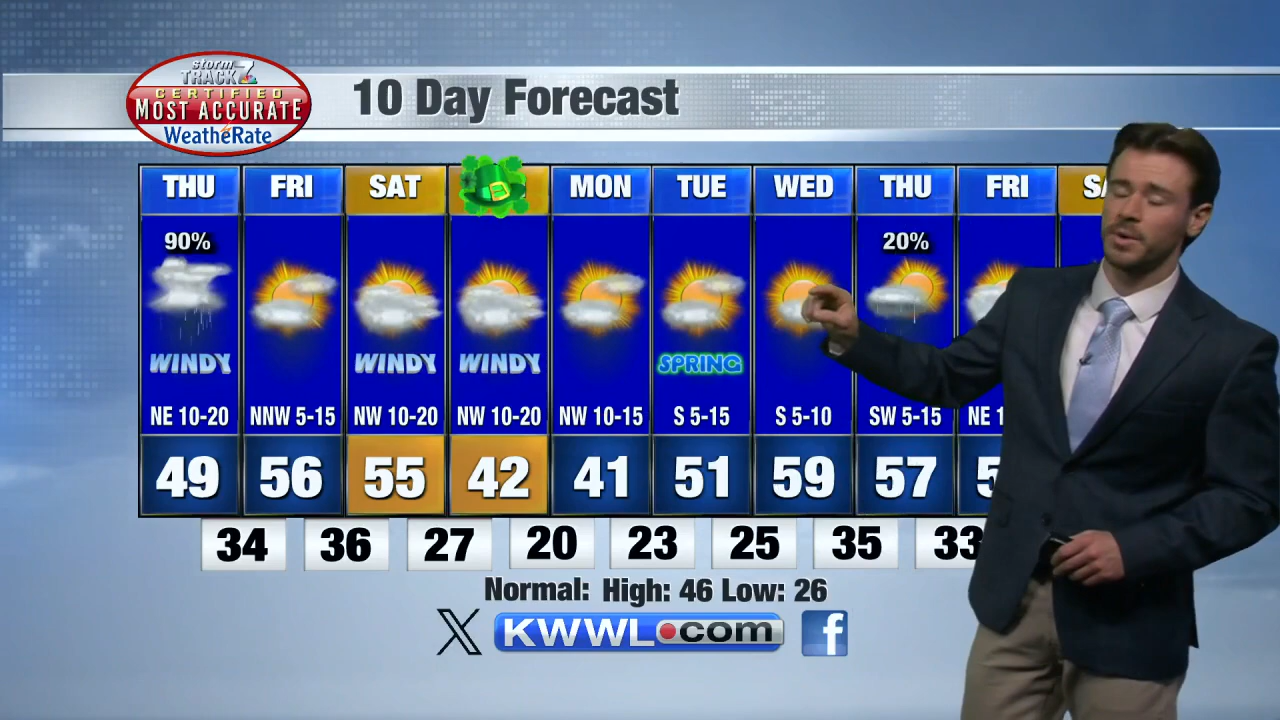 storm
TRACK 7
CERTIFIED
MOST ACCURATE
WeatheRate
10 Day Forecast
THU FRI SAT MON TUE WED THU FRI
90% 20%
WINDY WINDY WINDY SPRING
NE 10-20 NNW 5-15 NW 10-20 NW 10-20 NW 10-15 S 5-15 S 5-10 SW 5-15 NE
49 56 55 42 41 51 59 57
34 36 27 20 23 25 35 33
Normal: High: 46 Low: 26
X KWWL.com f